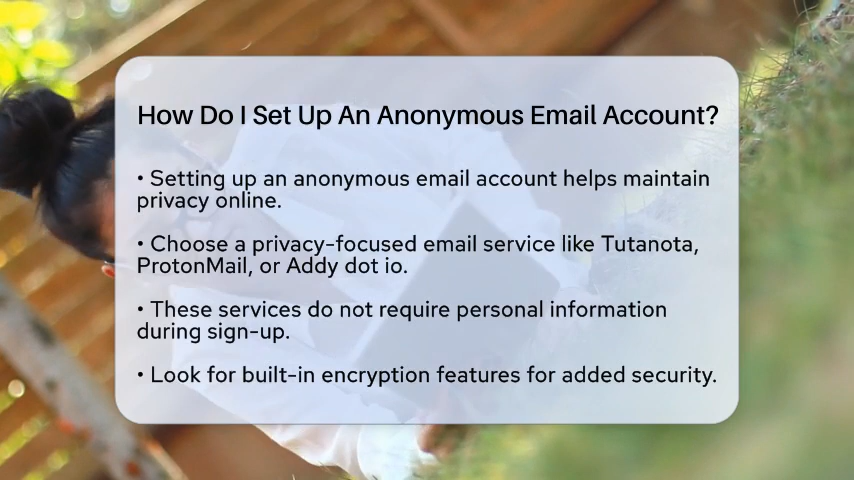 How Do I Set Up An Anonymous Email Account?
• Setting up an anonymous email account helps maintain
privacy online.
• Choose a privacy-focused email service like Tutanota,
ProtonMail, or Addy dot io.
• These services do not require personal information
during sign-up.
• Look for built-in encryption features for added security.